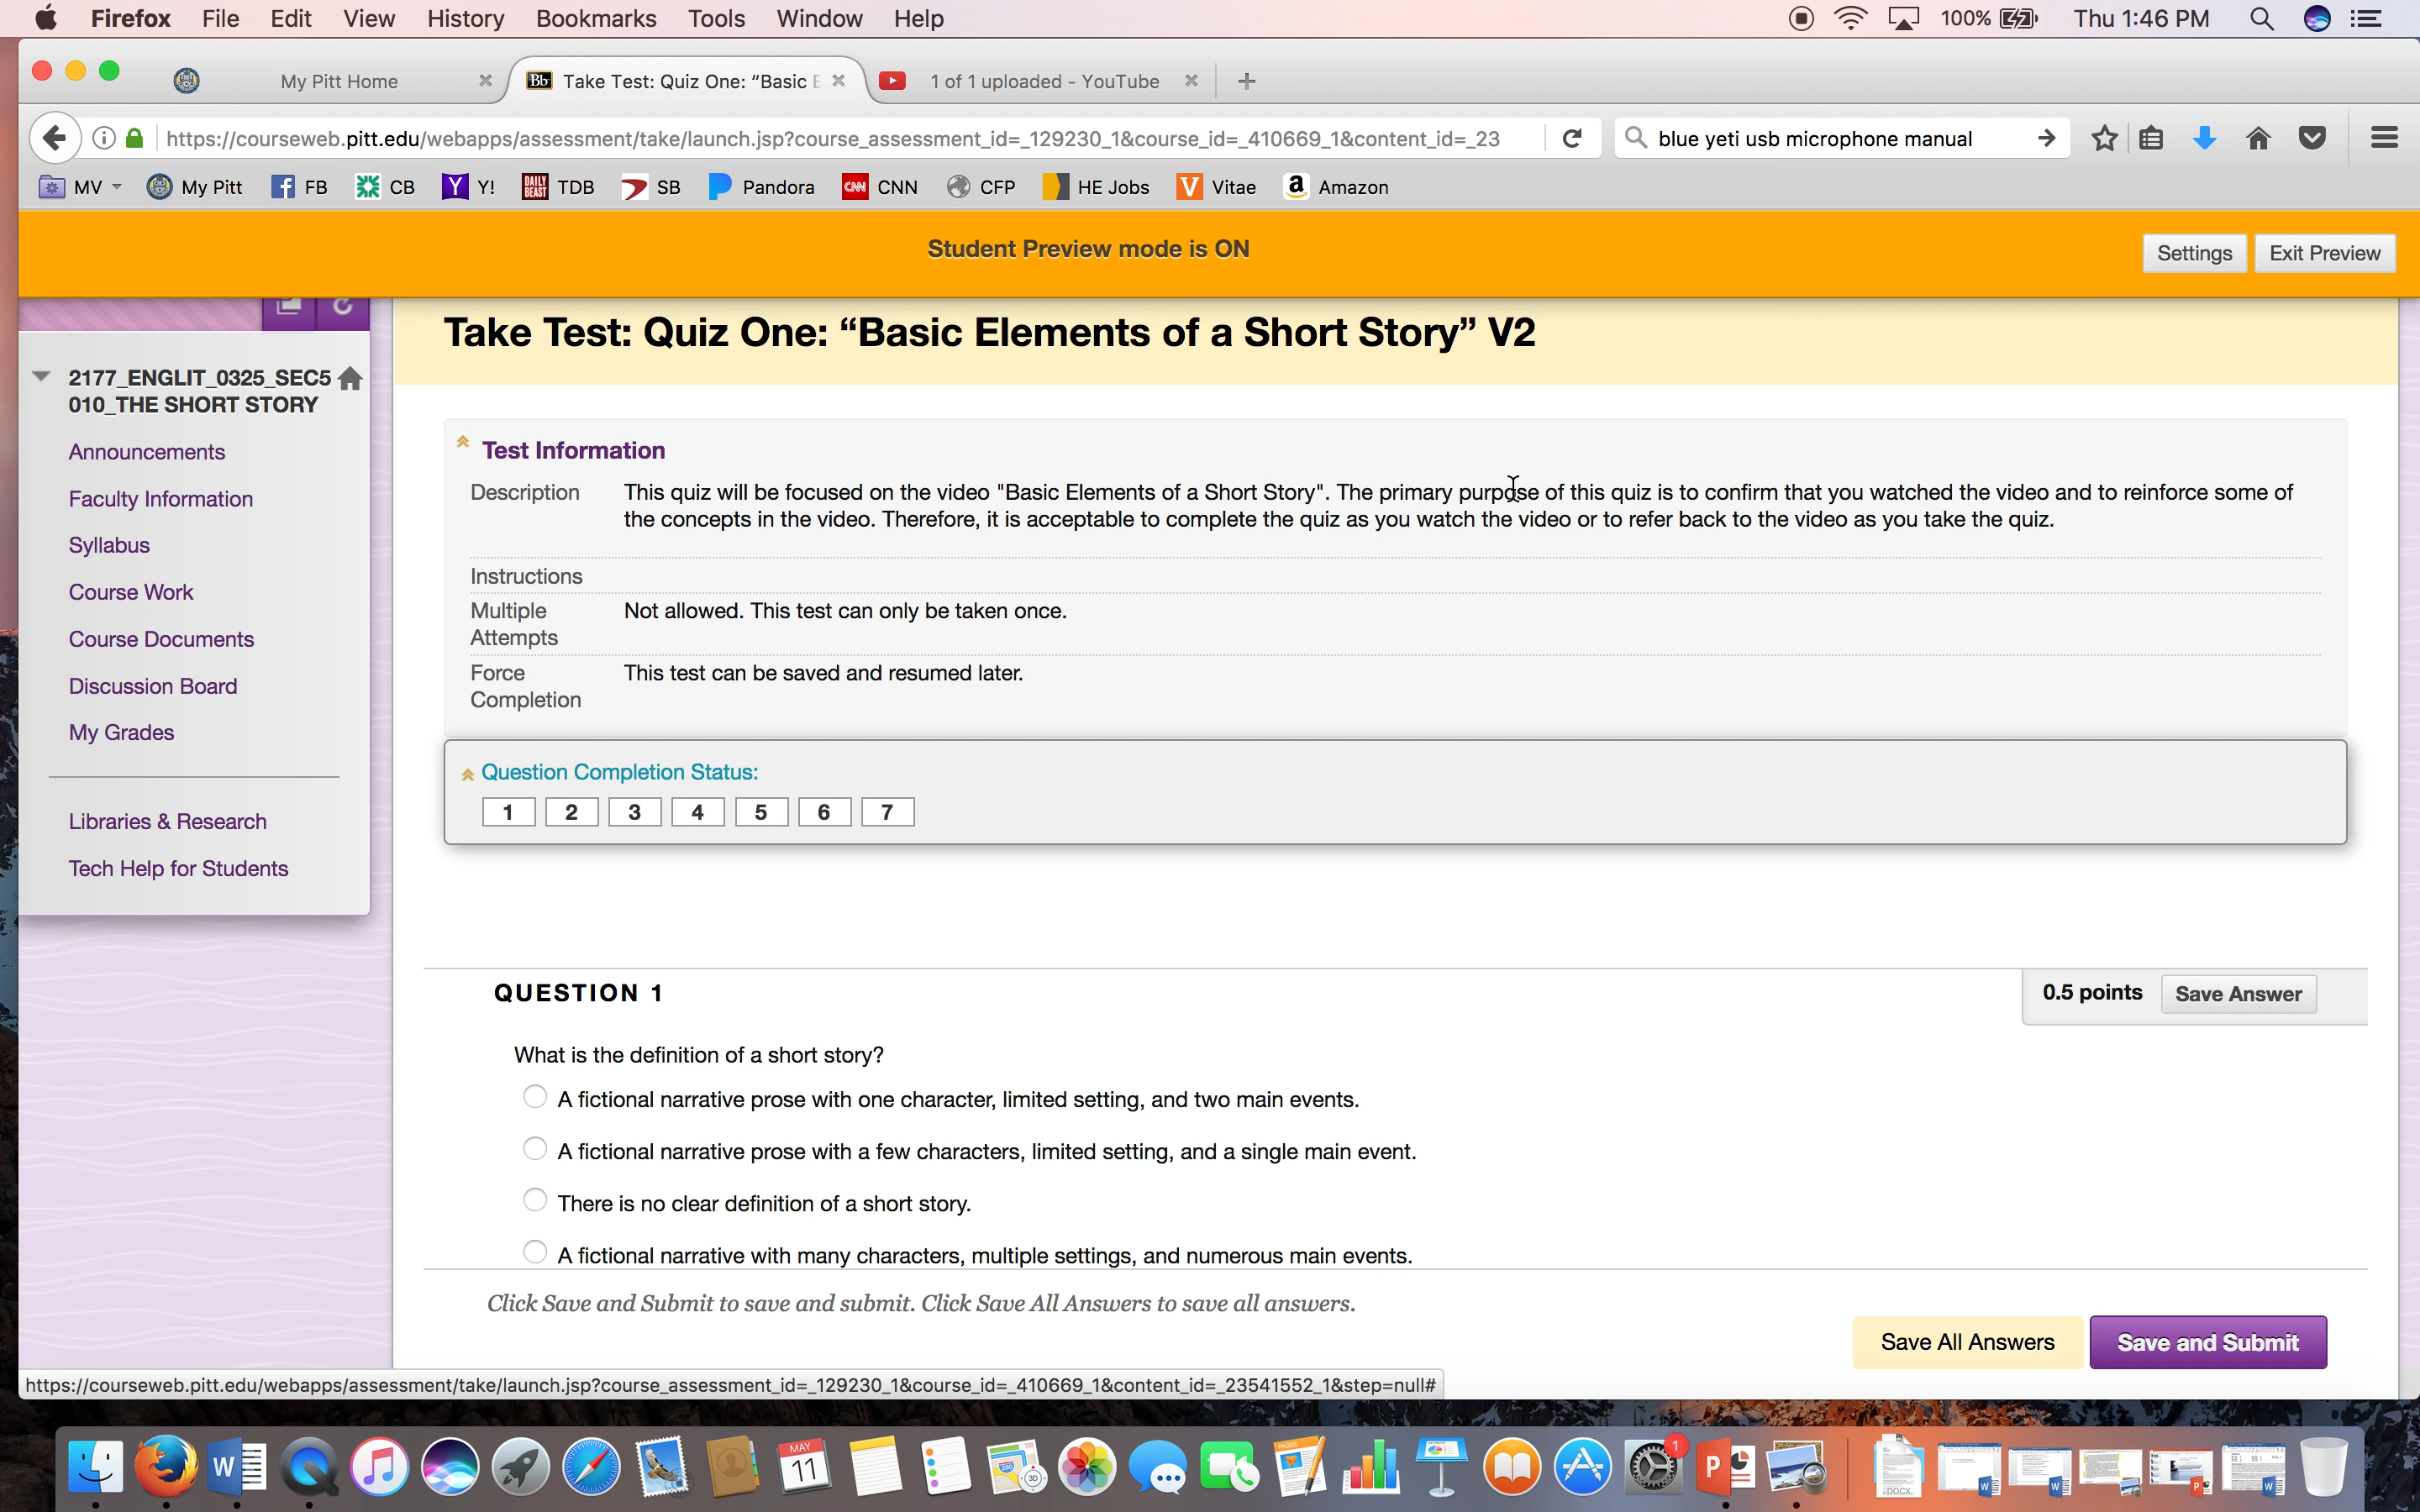 Firefox File Edit View History Bookmarks Tools Window Help 100% Thu 1:46 PM
My Pitt Home Bb Take Test: Quiz One: “Basic 1 of 1 uploaded - YouTube
https://courseweb.pitt.edu/webapps/assessment/take/launch.jsp?course_assessment_id=_129230_1&course_id=_410669_1&content_id=_23 blue yeti usb microphone manual
MV My Pitt FB CB Y Y! DAILY BEAST TDB SB Pandora CNN CNN CFP HE Jobs V Vitae a Amazon
Student Preview mode is ON Settings Exit Preview
Take Test: Quiz One: “Basic Elements of a Short Story” V2
2177_ENGLIT_0325_SEC5
010_THE SHORT STORY
Announcements
Faculty Information
Syllabus
Course Work
Course Documents
Discussion Board
My Grades
Libraries & Research
Tech Help for Students
Test Information
Description This quiz will be focused on the video "Basic Elements of a Short Story". The primary purpose of this quiz is to confirm that you watched the video and to reinforce some of
the concepts in the video. Therefore, it is acceptable to complete the quiz as you watch the video or to refer back to the video as you take the quiz.
Instructions
Multiple Not allowed. This test can only be taken once.
Attempts
Force This test can be saved and resumed later.
Completion
Question Completion Status:
1 2 3 4 5 6 7
QUESTION 1 0.5 points Save Answer
What is the definition of a short story?
A fictional narrative prose with one character, limited setting, and two main events.
A fictional narrative prose with a few characters, limited setting, and a single main event.
There is no clear definition of a short story.
A fictional narrative with many characters, multiple settings, and numerous main events.
Click Save and Submit to save and submit. Click Save All Answers to save all answers.
Save All Answers Save and Submit
https://courseweb.pitt.edu/webapps/assessment/take/launch.jsp?course_assessment_id=_129230_1&course_id=_410669_1&content_id=_23541552_1&step=null#
W MAY 11 3D PAGES 1 P DOCX W W P W